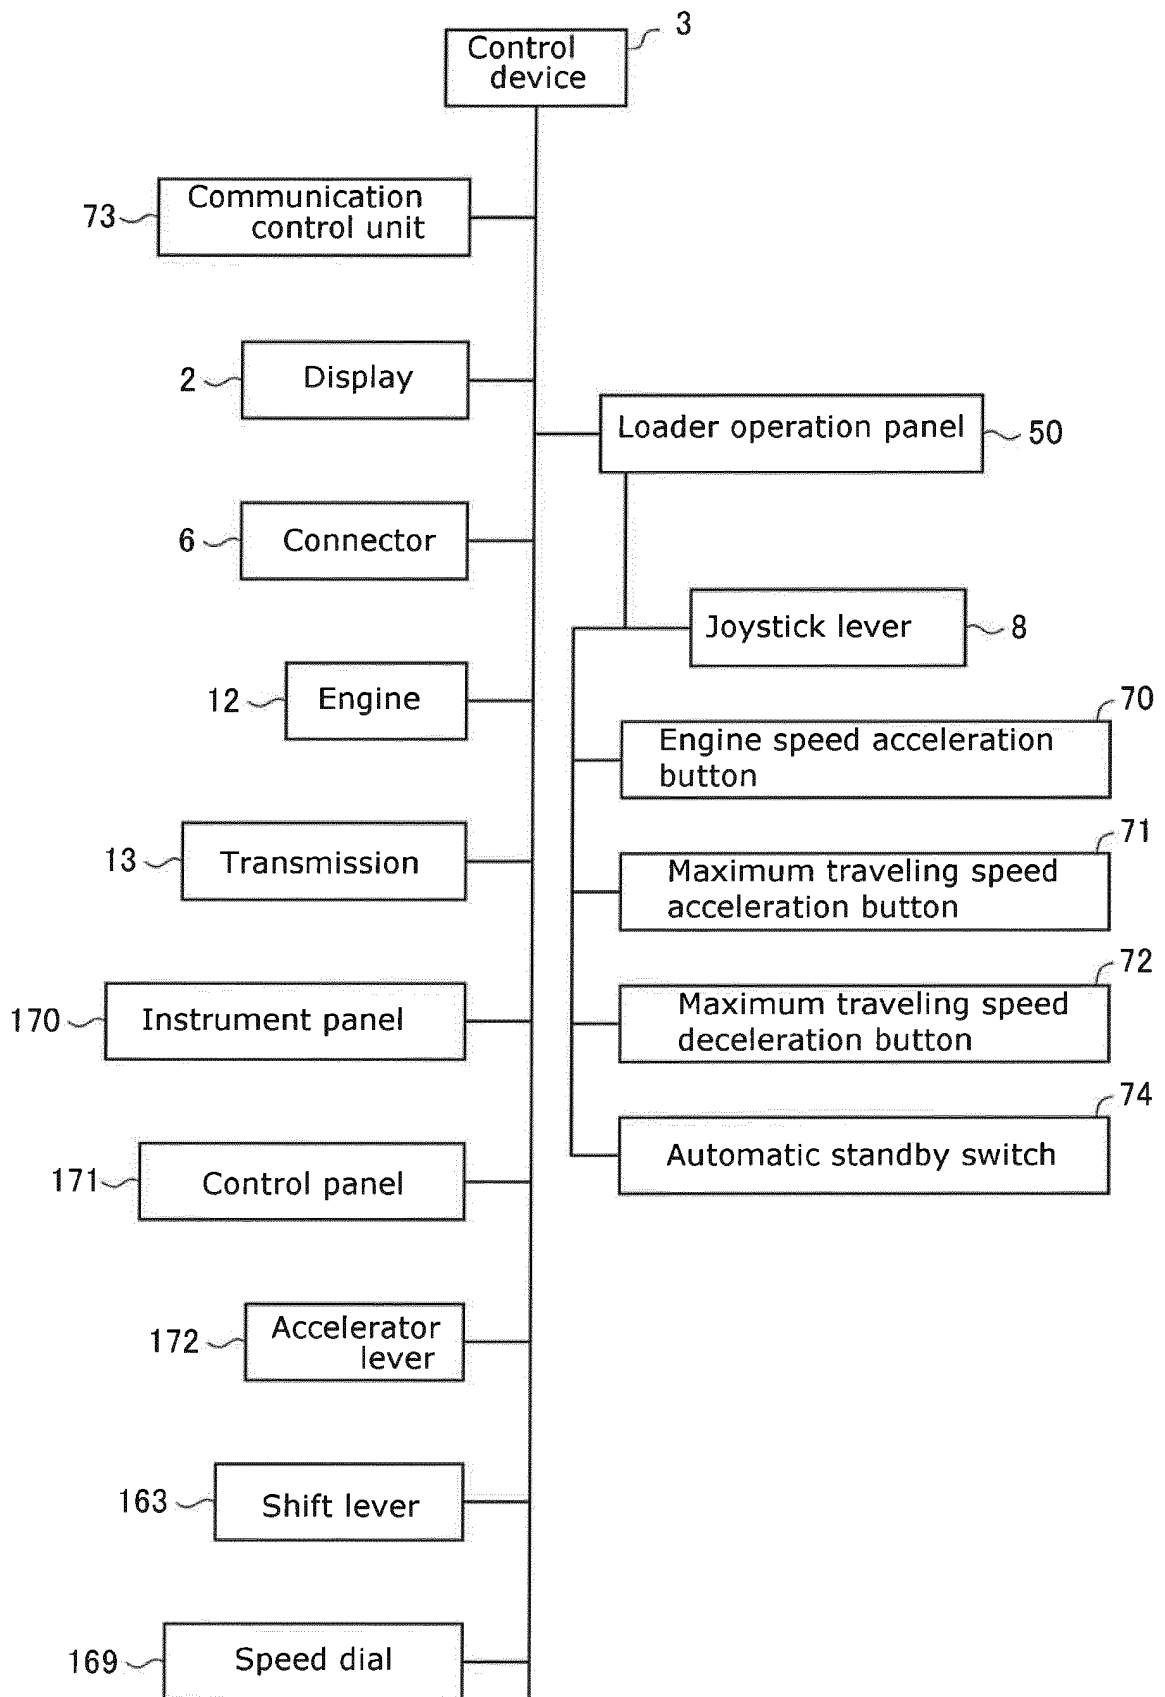 Control
device
3
Communication
control unit
73
Display
2
Loader operation panel
50
Connector
6
Joystick lever
8
Engine
12
70
Engine speed acceleration
button
Transmission
13
71
Maximum traveling speed
acceleration button
Instrument panel
170
72
Maximum traveling speed
deceleration button
Control panel
171
74
Automatic standby switch
Accelerator
lever
172
Shift lever
163
Speed dial
169